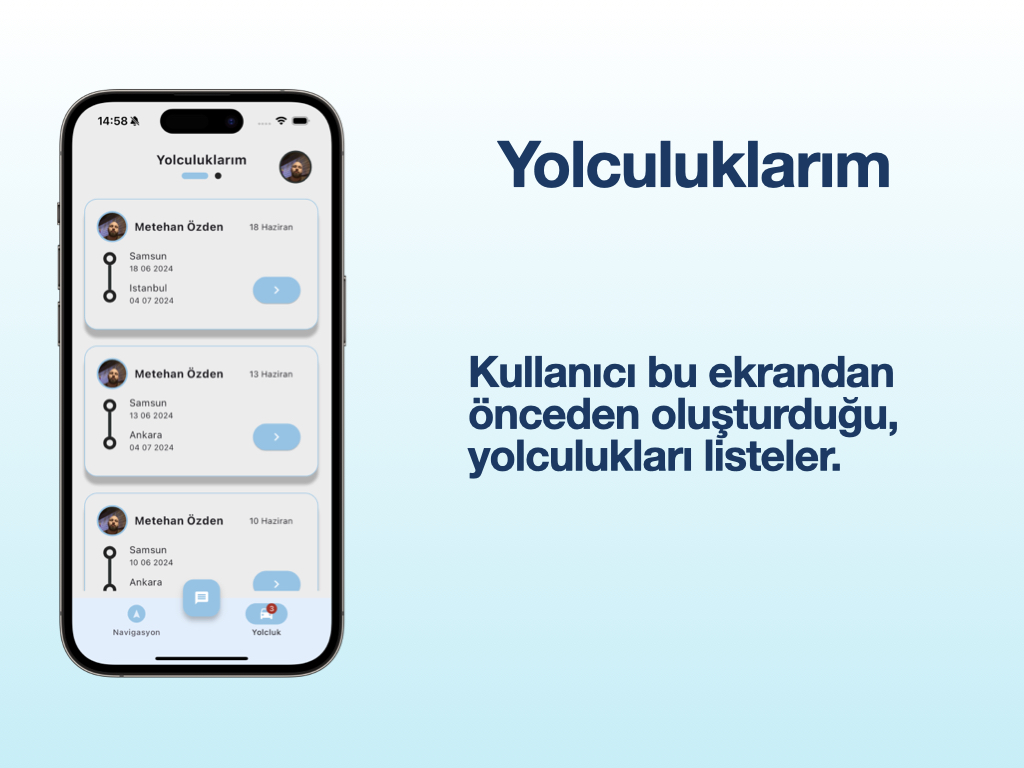 14:58
Yolculuklarım
Metehan Özden 18 Haziran
Samsun
18 06 2024
Istanbul
04 07 2024
Metehan Özden 13 Haziran
Samsun
13 06 2024
Ankara
04 07 2024
Metehan Özden 10 Haziran
Samsun
10 06 2024
Ankara
3
Navigasyon Yolcluk
Yolculuklarım
Kullanıcı bu ekrandan
önceden oluşturduğu,
yolculukları listeler.